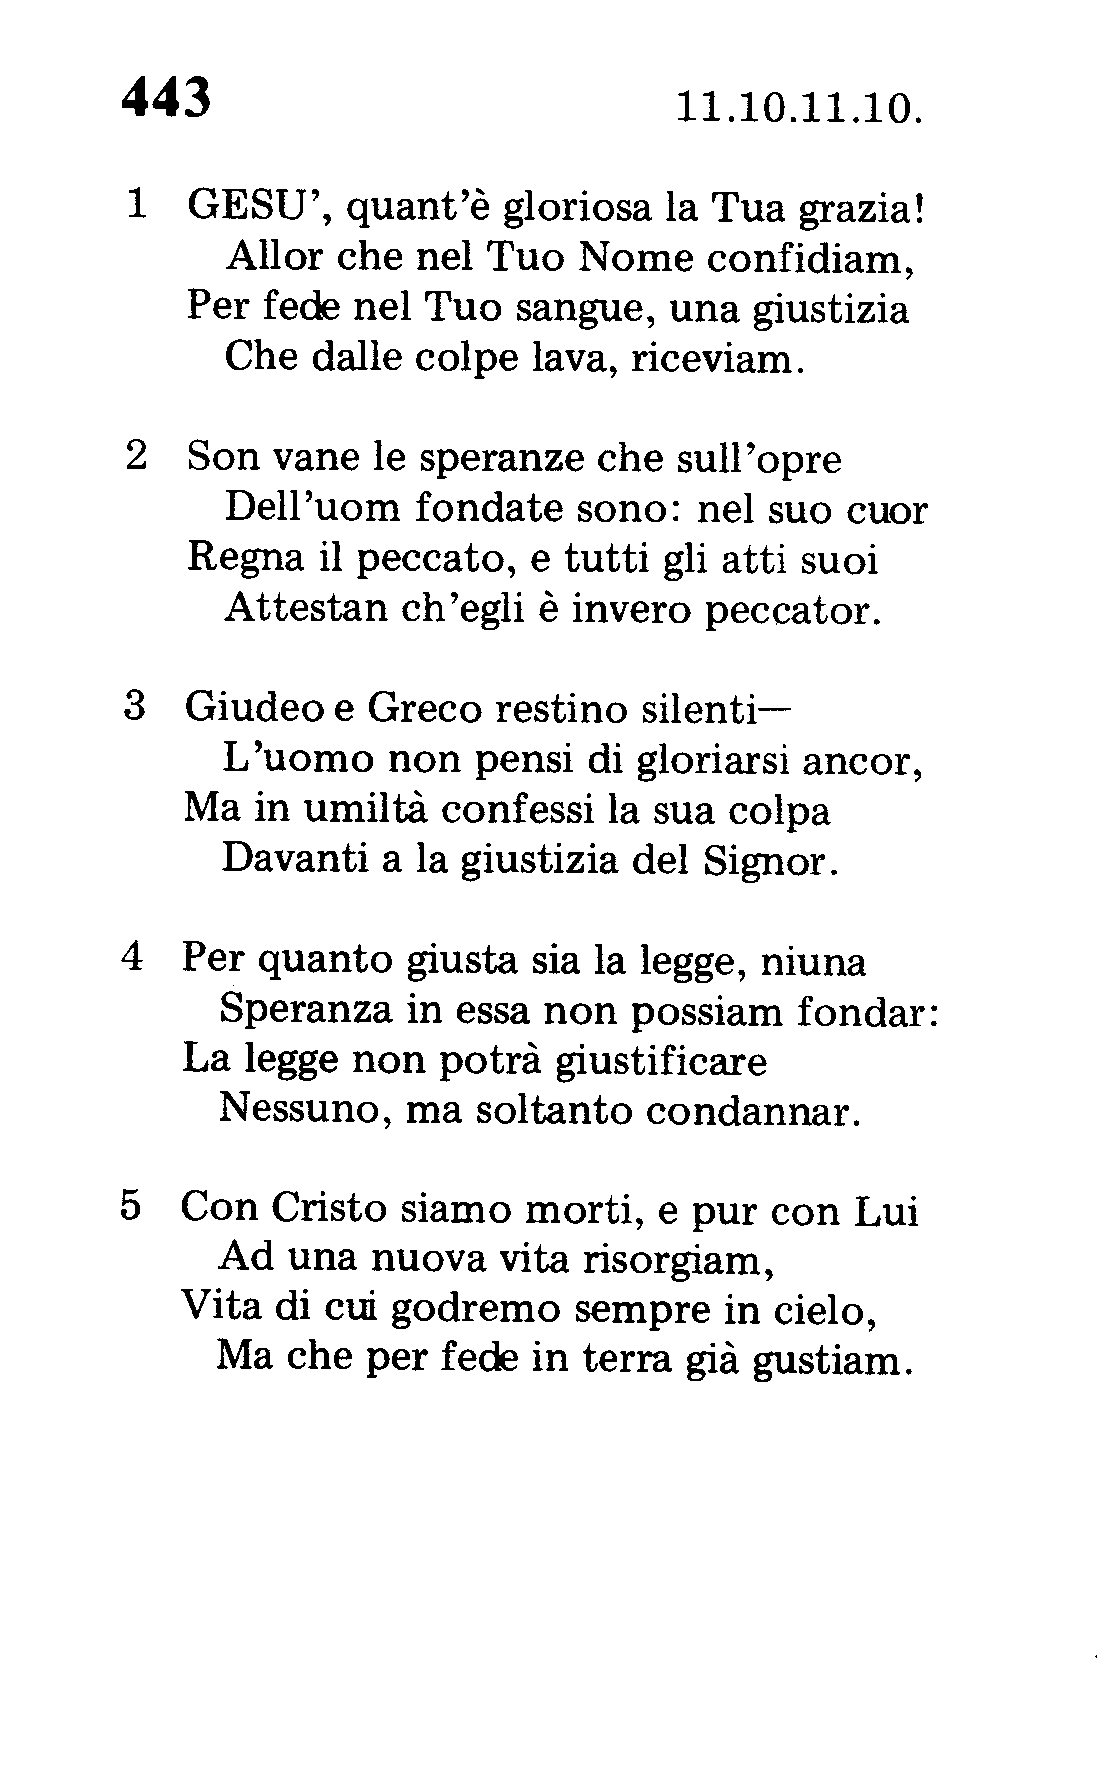 443
11.10.11.10.
1 GESU’, quant’è gloriosa la Tua grazia!
Allor che nel Tuo Nome confidiam,
Per fede nel Tuo sangue, una giustizia
Che dalle colpe lava, riceviam.
2 Son vane le speranze che sull’opre
Dell’uom fondate sono: nel suo cuor
Regna il peccato, e tutti gli atti suoi
Attestan ch’egli è invero peccator.
3 Giudeo e Greco restino silenti—
L’uomo non pensi di gloriarsi ancor,
Ma in umiltà confessi la sua colpa
Davanti a la giustizia del Signor.
4 Per quanto giusta sia la legge, niuna
Speranza in essa non possiam fondar:
La legge non potrà giustificare
Nessuno, ma soltanto condannar.
5 Con Cristo siamo morti, e pur con Lui
Ad una nuova vita risorgiam,
Vita di cui godremo sempre in cielo,
Ma che per fede in terra già gustiam.